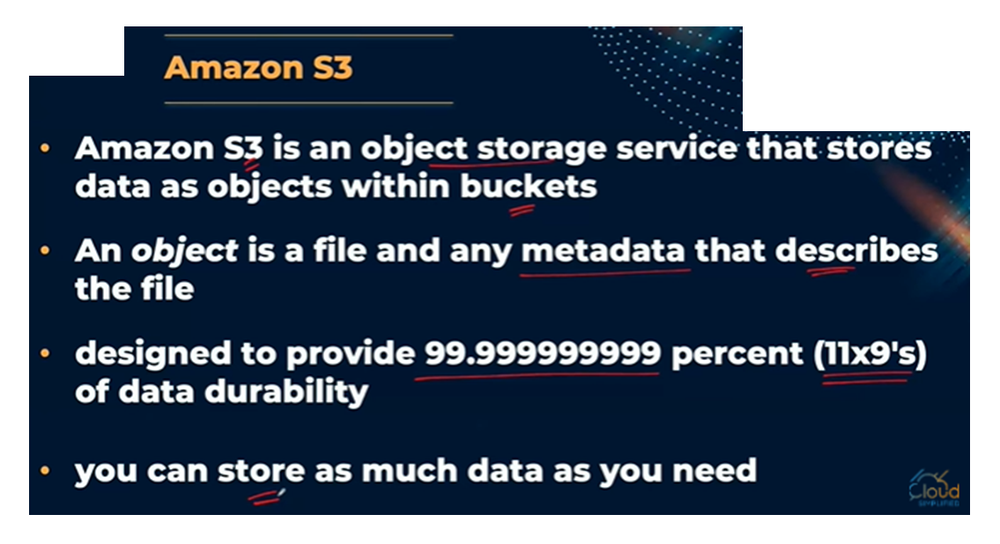 Amazon S3
• Amazon S3 is an object storage service that stores
data as objects within buckets
• An object is a file and any metadata that describes
the file
• designed to provide 99.999999999 percent (11x9's)
of data durability
• you can store as much data as you need
Cloud
SIMPLIFIED